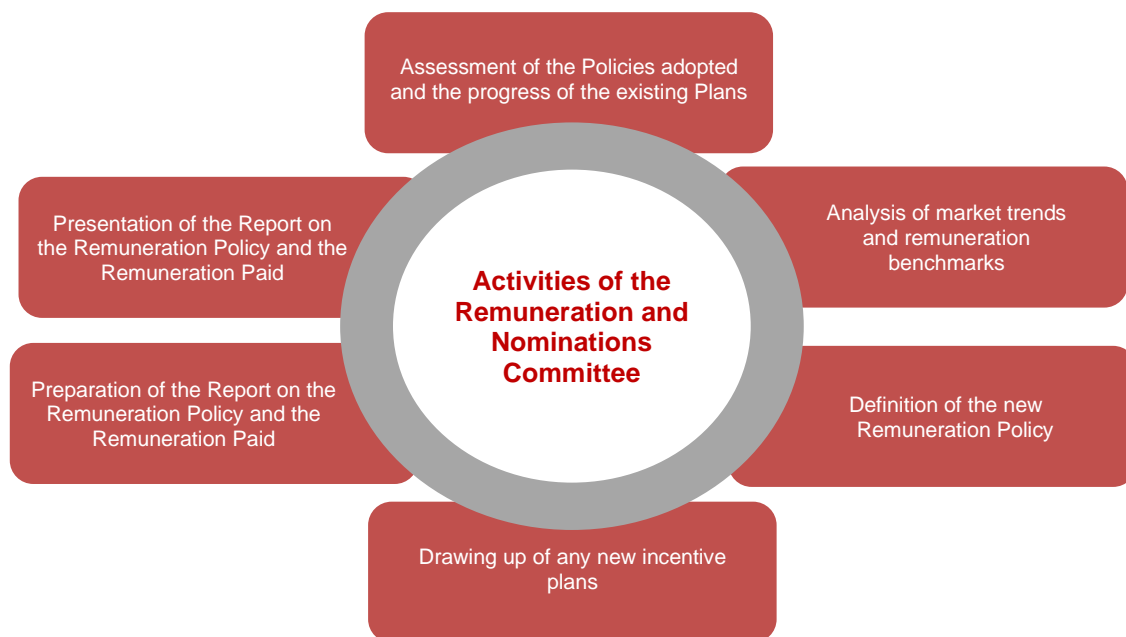 Assessment of the Policies adopted
and the progress of the existing Plans
Analysis of market trends
and remuneration
benchmarks
Definition of the new
Remuneration Policy
Drawing up of any new incentive
plans
Preparation of the Report on the
Remuneration Policy and the
Remuneration Paid
Presentation of the Report on
the Remuneration Policy and the
Remuneration Paid
Activities of the
Remuneration and
Nominations
Committee